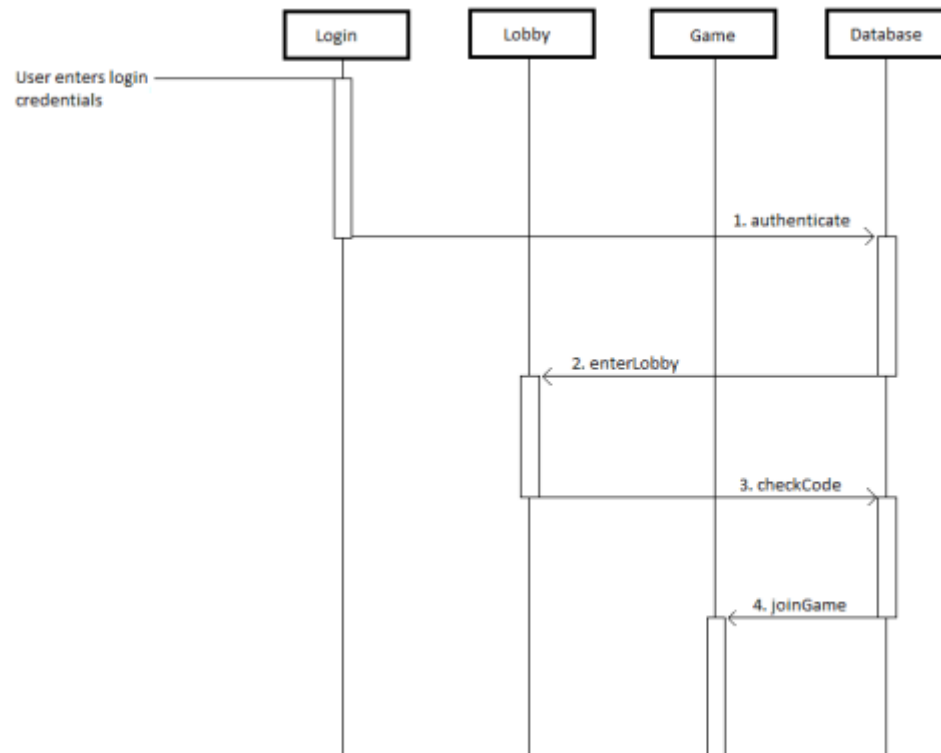 Login
Lobby
Game
Database
User enters login
credentials
1. authenticate
2. enterLobby
3. checkCode
4. joinGame